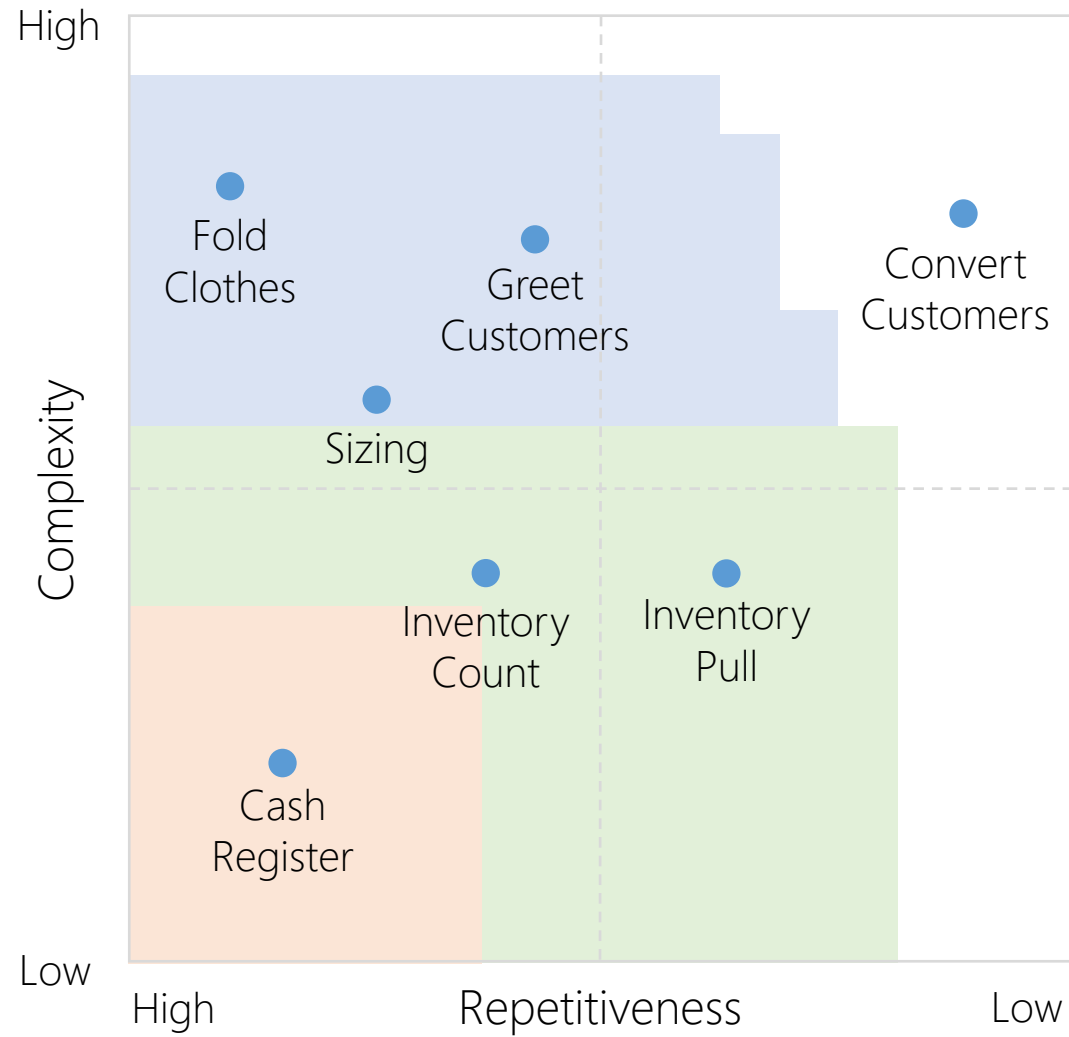 High
Fold
Clothes
Greet
Customers
Convert
Customers
Sizing
Complexity
Inventory
Count
Inventory
Pull
Cash
Register
Low
High
Repetitiveness
Low